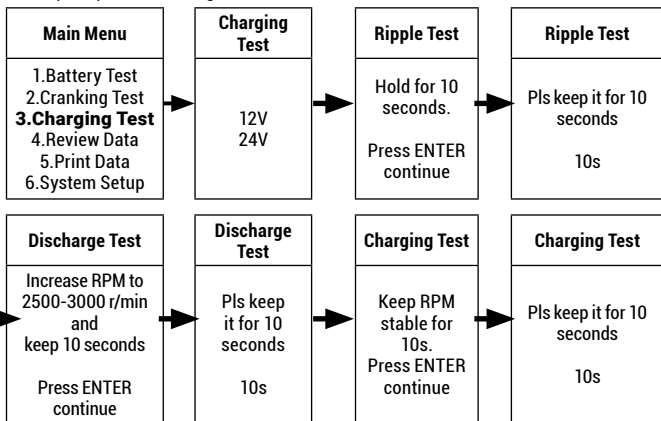 Main Menu
1.Battery Test
2.Cranking Test
3.Charging Test
4.Review Data
5.Print Data
6.System Setup
Charging
Test
12V
24V
Ripple Test
Hold for 10
seconds.
Press ENTER
continue
Ripple Test
Pls keep it for 10
seconds
10s
Discharge Test
Increase RPM to
2500-3000 r/min
and
keep 10 seconds
Press ENTER
continue
Discharge
Test
Pls keep
it for 10
seconds
10s
Charging Test
Keep RPM
stable for
10s.
Press ENTER
continue
Charging Test
Pls keep it for 10
seconds
10s